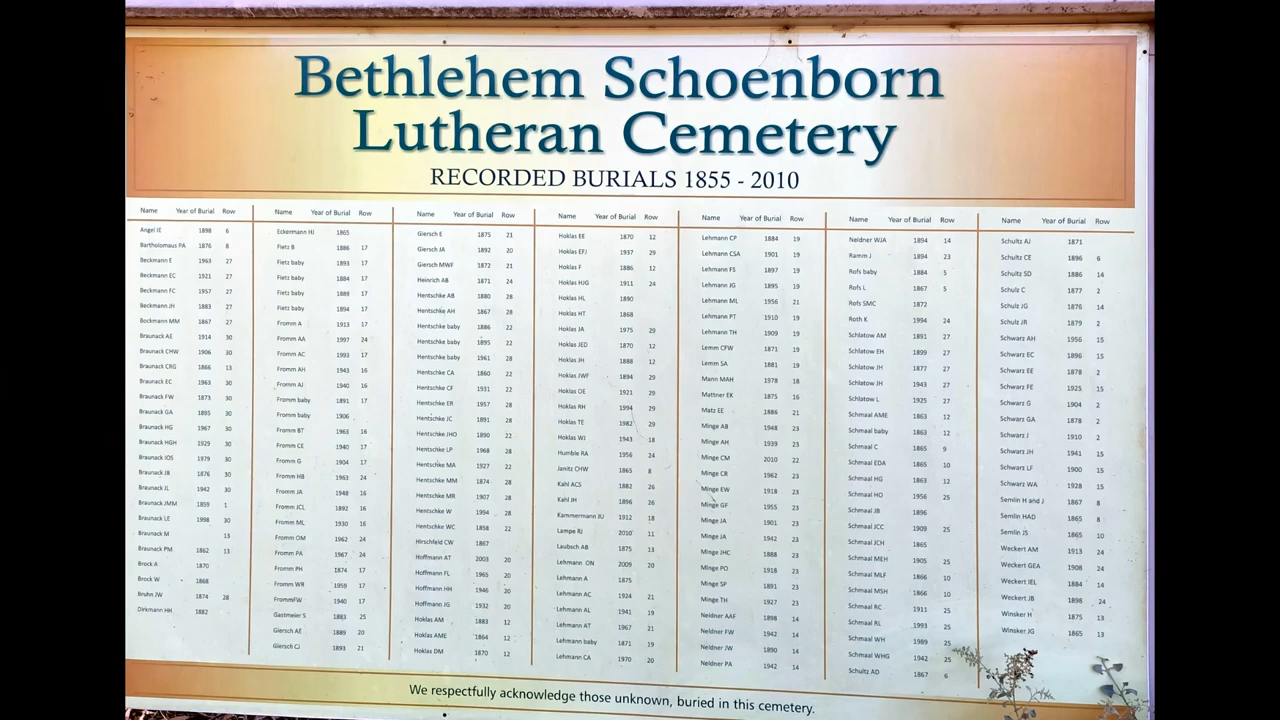 Bethlehem Schoenborn
Lutheran Cemetery
RECORDED BURIALS 1855 - 2010
Name Year of Burial Row
Angel IE 1898 6
Bartholomaus PA 1876 8
Beckmann E 1963 27
Beckmann EC 1921 27
Beckmann FC 1957 27
Beckmann JH 1883 27
Bockmann MM 1867 27
Braunack AE 1914 30
Braunack CHW 1906 30
Braunack CRG 1866 13
Braunack EC 1963 30
Braunack FW 1873 30
Braunack GA 1895 30
Braunack HG 1967 30
Braunack HGH 1929 30
Braunack IOS 1979 30
Braunack JB 1876 30
Braunack JL 1942 30
Braunack JMM 1859 1
Braunack LE 1998 30
Braunack M 13
Braunack PM 1862 13
Brock A 1870
Brock W 1868
Bruhn JW 1874 28
Dirkmann HH 1882
Name Year of Burial Row
Eckermann HJ 1865
Fietz B 1886 17
Fietz baby 1893 17
Fietz baby 1884 17
Fietz baby 1889 17
Fietz baby 1894 17
Fromm A 1913 17
Fromm AA 1997 24
Fromm AC 1993 17
Fromm AH 1943 16
Fromm AJ 1940 16
Fromm baby 1891 17
Fromm baby 1906
Fromm BT 1963 16
Fromm CE 1940 17
Fromm G 1904 17
Fromm HB 1963 24
Fromm JA 1948 16
Fromm JCL 1892 16
Fromm ML 1930 16
Fromm OM 1962 24
Fromm PA 1967 24
Fromm PH 1874 17
Fromm WR 1959 17
FrommFW 1940 17
Gastmeier S 1883 25
Giersch AE 1889 20
Giersch CJ 1893 21
Name Year of Burial Row
Giersch E 1875 21
Giersch JA 1892 20
Giersch MWF 1872 21
Heinrich AB 1871 24
Hentschke AB 1880 28
Hentschke AH 1867 28
Hentschke baby 1886 22
Hentschke baby 1895 22
Hentschke baby 1961 28
Hentschke CA 1860 22
Hentschke CF 1931 22
Hentschke ER 1957 28
Hentschke JC 1891 28
Hentschke JHO 1890 22
Hentschke LP 1968 28
Hentschke MA 1927 22
Hentschke MM 1874 28
Hentschke MR 1907 28
Hentschke W 1994 28
Hentschke WC 1858 22
Hirschfeld CW 1867
Hoffmann AT 2003 20
Hoffmann FL 1965 20
Hoffmann HH 1946 20
Hoffmann JG 1932 20
Hoklas AM 1883 12
Hoklas AME 1864 12
Hoklas DM 1870 12
Name Year of Burial Row
Hoklas EE 1870 12
Hoklas EFJ 1937 29
Hoklas F 1886 12
Hoklas HJG 1911 24
Hoklas HL 1890
Hoklas HT 1868
Hoklas JA 1975 29
Hoklas JED 1870 12
Hoklas JH 1888 12
Hoklas JWF 1894 29
Hoklas OE 1921 29
Hoklas RH 1994 29
Hoklas TE 1982 29
Hoklas WJ 1943 18
Humble RA 1956 24
Janitz CHW 1865 8
Kahl ACS 1882 26
Kahl JH 1896 26
Kammermann JU 1912 18
Lampe RJ 2010 11
Laubsch AB 1875 13
Lehmann ON 2009 20
Lehmann A 1875
Lehmann AC 1924 21
Lehmann AL 1941 19
Lehmann AT 1967 21
Lehmann baby 1871 19
Lehmann CA 1970 20
Name Year of Burial Row
Lehmann CP 1884 19
Lehmann CSA 1901 19
Lehmann FS 1897 19
Lehmann JG 1895 19
Lehmann ML 1956 21
Lehmann PT 1910 19
Lehmann TH 1909 19
Lemm CFW 1871 19
Lemm SA 1881 19
Mann MAH 1978 18
Mattner EK 1875 16
Matz EE 1886 21
Minge AB 1948 23
Minge AH 1939 23
Minge CM 2010 22
Minge CR 1962 23
Minge EW 1918 23
Minge GF 1955 23
Minge JA 1901 23
Minge JA 1942 23
Minge JHC 1888 23
Minge PO 1918 23
Minge SP 1891 23
Minge TH 1927 23
Neldner AAF 1898 14
Neldner FW 1942 14
Neldner JW 1890 14
Neldner PA 1942 14
Name Year of Burial Row
Neldner WJA 1894 14
Ramm J 1894 23
Rofs baby 1884 5
Rofs L 1867 5
Rofs SMC 1872
Roth K 1994 24
Schlatow AM 1891 27
Schlatow EH 1899 27
Schlatow JH 1877 27
Schlatow JH 1943 27
Schlatow L 1925 27
Schmaal AME 1863 12
Schmaal baby 1863 12
Schmaal C 1865 9
Schmaal EDA 1865 10
Schmaal HG 1863 12
Schmaal HO 1956 25
Schmaal JB 1896
Schmaal JCC 1909 25
Schmaal JCH 1865
Schmaal MEH 1905 25
Schmaal MLF 1866 10
Schmaal MSH 1866 10
Schmaal RC 1911 25
Schmaal RL 1993 25
Schmaal WH 1989 25
Schmaal WHG 1942 25
Schultz AD 1867 6
Name Year of Burial Row
Schultz AJ 1871
Schultz CE 1896 6
Schultz SD 1886 14
Schulz C 1877 2
Schulz JG 1876 14
Schulz JR 1879 2
Schwarz AH 1956 15
Schwarz EC 1896 15
Schwarz EE 1878 2
Schwarz FE 1925 15
Schwarz G 1904 2
Schwarz GA 1878 2
Schwarz J 1910 2
Schwarz JH 1941 15
Schwarz LF 1900 15
Schwarz WA 1928 15
Semlin H and J 1867 8
Semlin HAD 1865 8
Semlin JS 1865 10
Weckert AM 1913 24
Weckert GEA 1908 24
Weckert JEL 1884 14
Weckert JB 1898 24
Winsker H 1875 13
Winsker JG 1865 13
We respectfully acknowledge those unknown, buried in this cemetery.